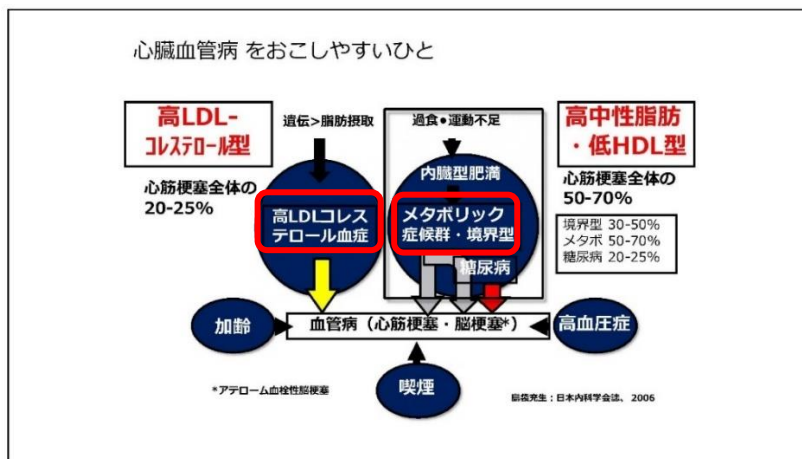 心臓血管病 をおこしやすいひと
高LDL-
ｺﾚｽﾃﾛｰﾙ型
遺伝>脂肪摂取
過食●運動不足
高中性脂肪
・低HDL型
心筋梗塞全体の
20-25%
内臓型肥満
心筋梗塞全体の
50-70%
高LDLコレス
テロール血症
メタボリック
症候群・境界型
境界型 30-50%
メタボ 50-70%
糖尿病 20-25%
糖尿病
加齢
血管病（心筋梗塞・脳梗塞*）
高血圧症
喫煙
*アテローム血栓性脳梗塞
：日本内科学会誌、2006